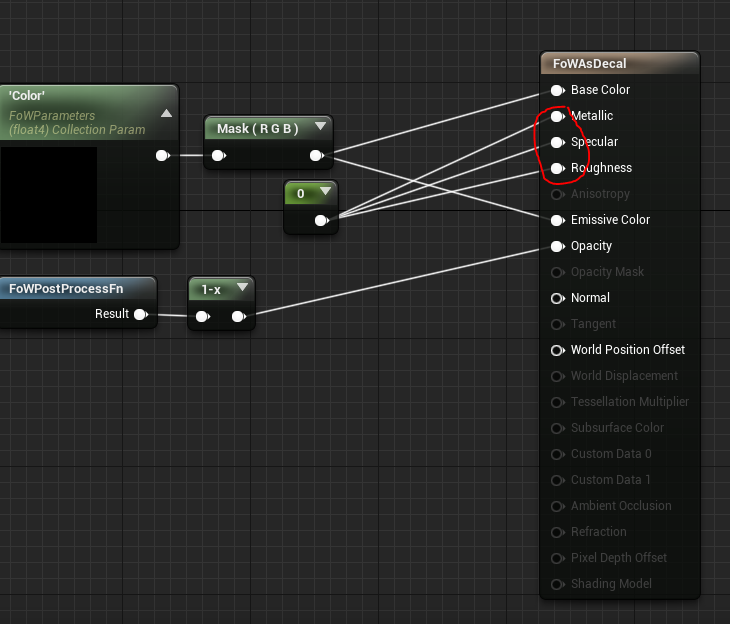 'Color'
FoWParameters
(float4) Collection Param
Mask ( R G B )
0
FoWPostProcessFn
Result
1-x
FoWAsDecal
Base Color
Metallic
Specular
Roughness
Anisotropy
Emissive Color
Opacity
Opacity Mask
Normal
Tangent
World Position Offset
World Displacement
Tessellation Multiplier
Subsurface Color
Custom Data 0
Custom Data 1
Ambient Occlusion
Refraction
Pixel Depth Offset
Shading Model